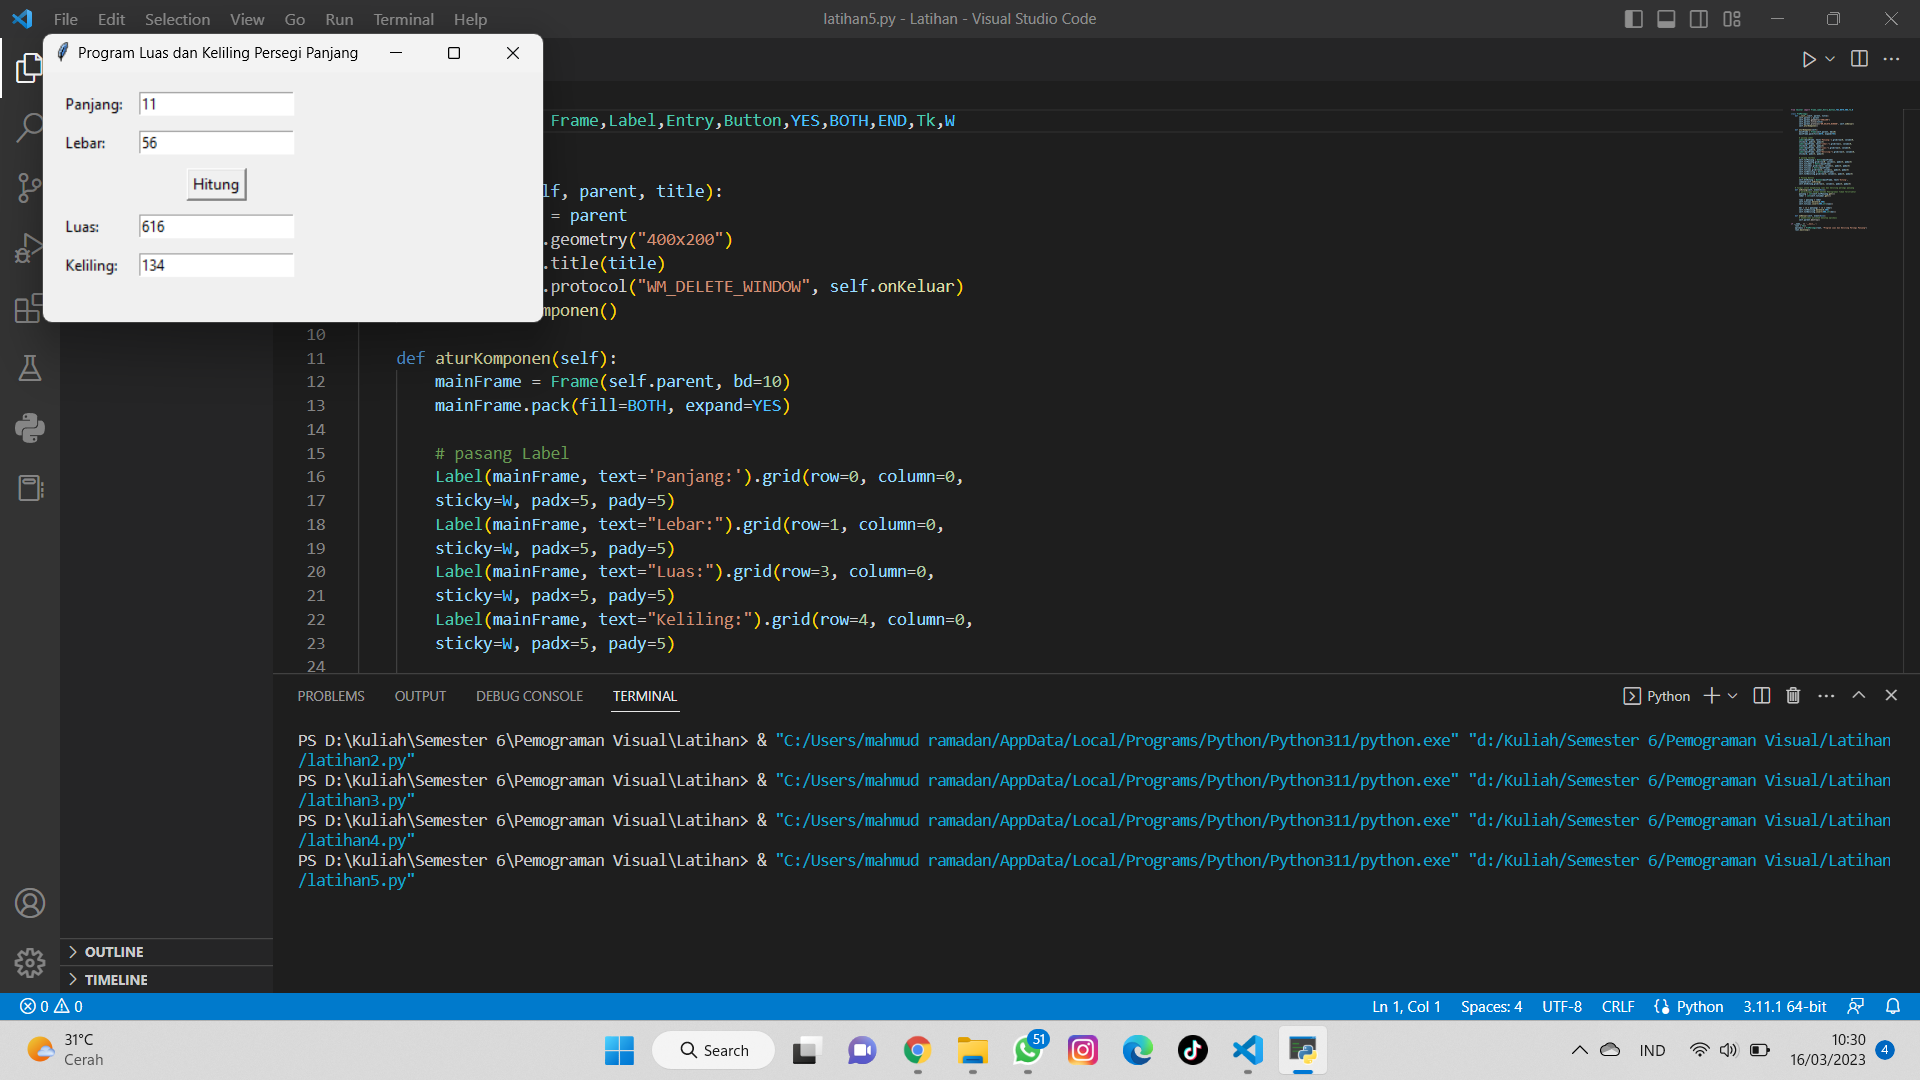 File Edit Selection View Go Run Terminal Help
latihan5.py - Latihan - Visual Studio Code
Program Luas dan Keliling Persegi Panjang
Panjang: 11
Lebar: 56
Hitung
Luas: 616
Keliling: 134
Frame,Label,Entry,Button,YES,BOTH,END,Tk,W
lf, parent, title):
= parent
.geometry("400x200")
.title(title)
.protocol("WM_DELETE_WINDOW", self.onKeluar)
mponen()
10
11 def aturKomponen(self):
12 mainFrame = Frame(self.parent, bd=10)
13 mainFrame.pack(fill=BOTH, expand=YES)
14
15 # pasang Label
16 Label(mainFrame, text='Panjang:').grid(row=0, column=0,
17 sticky=W, padx=5, pady=5)
18 Label(mainFrame, text="Lebar:").grid(row=1, column=0,
19 sticky=W, padx=5, pady=5)
20 Label(mainFrame, text="Luas:").grid(row=3, column=0,
21 sticky=W, padx=5, pady=5)
22 Label(mainFrame, text="Keliling:").grid(row=4, column=0,
23 sticky=W, padx=5, pady=5)
24
PROBLEMS OUTPUT DEBUG CONSOLE TERMINAL
Python
PS D:\Kuliah\Semester 6\Pemograman Visual\Latihan> & "C:/Users/mahmud ramadan/AppData/Local/Programs/Python/Python311/python.exe" "d:/Kuliah/Semester 6/Pemograman Visual/Latihan
/latihan2.py"
PS D:\Kuliah\Semester 6\Pemograman Visual\Latihan> & "C:/Users/mahmud ramadan/AppData/Local/Programs/Python/Python311/python.exe" "d:/Kuliah/Semester 6/Pemograman Visual/Latihan
/latihan3.py"
PS D:\Kuliah\Semester 6\Pemograman Visual\Latihan> & "C:/Users/mahmud ramadan/AppData/Local/Programs/Python/Python311/python.exe" "d:/Kuliah/Semester 6/Pemograman Visual/Latihan
/latihan4.py"
PS D:\Kuliah\Semester 6\Pemograman Visual\Latihan> & "C:/Users/mahmud ramadan/AppData/Local/Programs/Python/Python311/python.exe" "d:/Kuliah/Semester 6/Pemograman Visual/Latihan
/latihan5.py"
OUTLINE
TIMELINE
0 0
Ln 1, Col 1 Spaces: 4 UTF-8 CRLF Python 3.11.1 64-bit
31°C
Cerah
Search
51
IND
10:30
16/03/2023
4